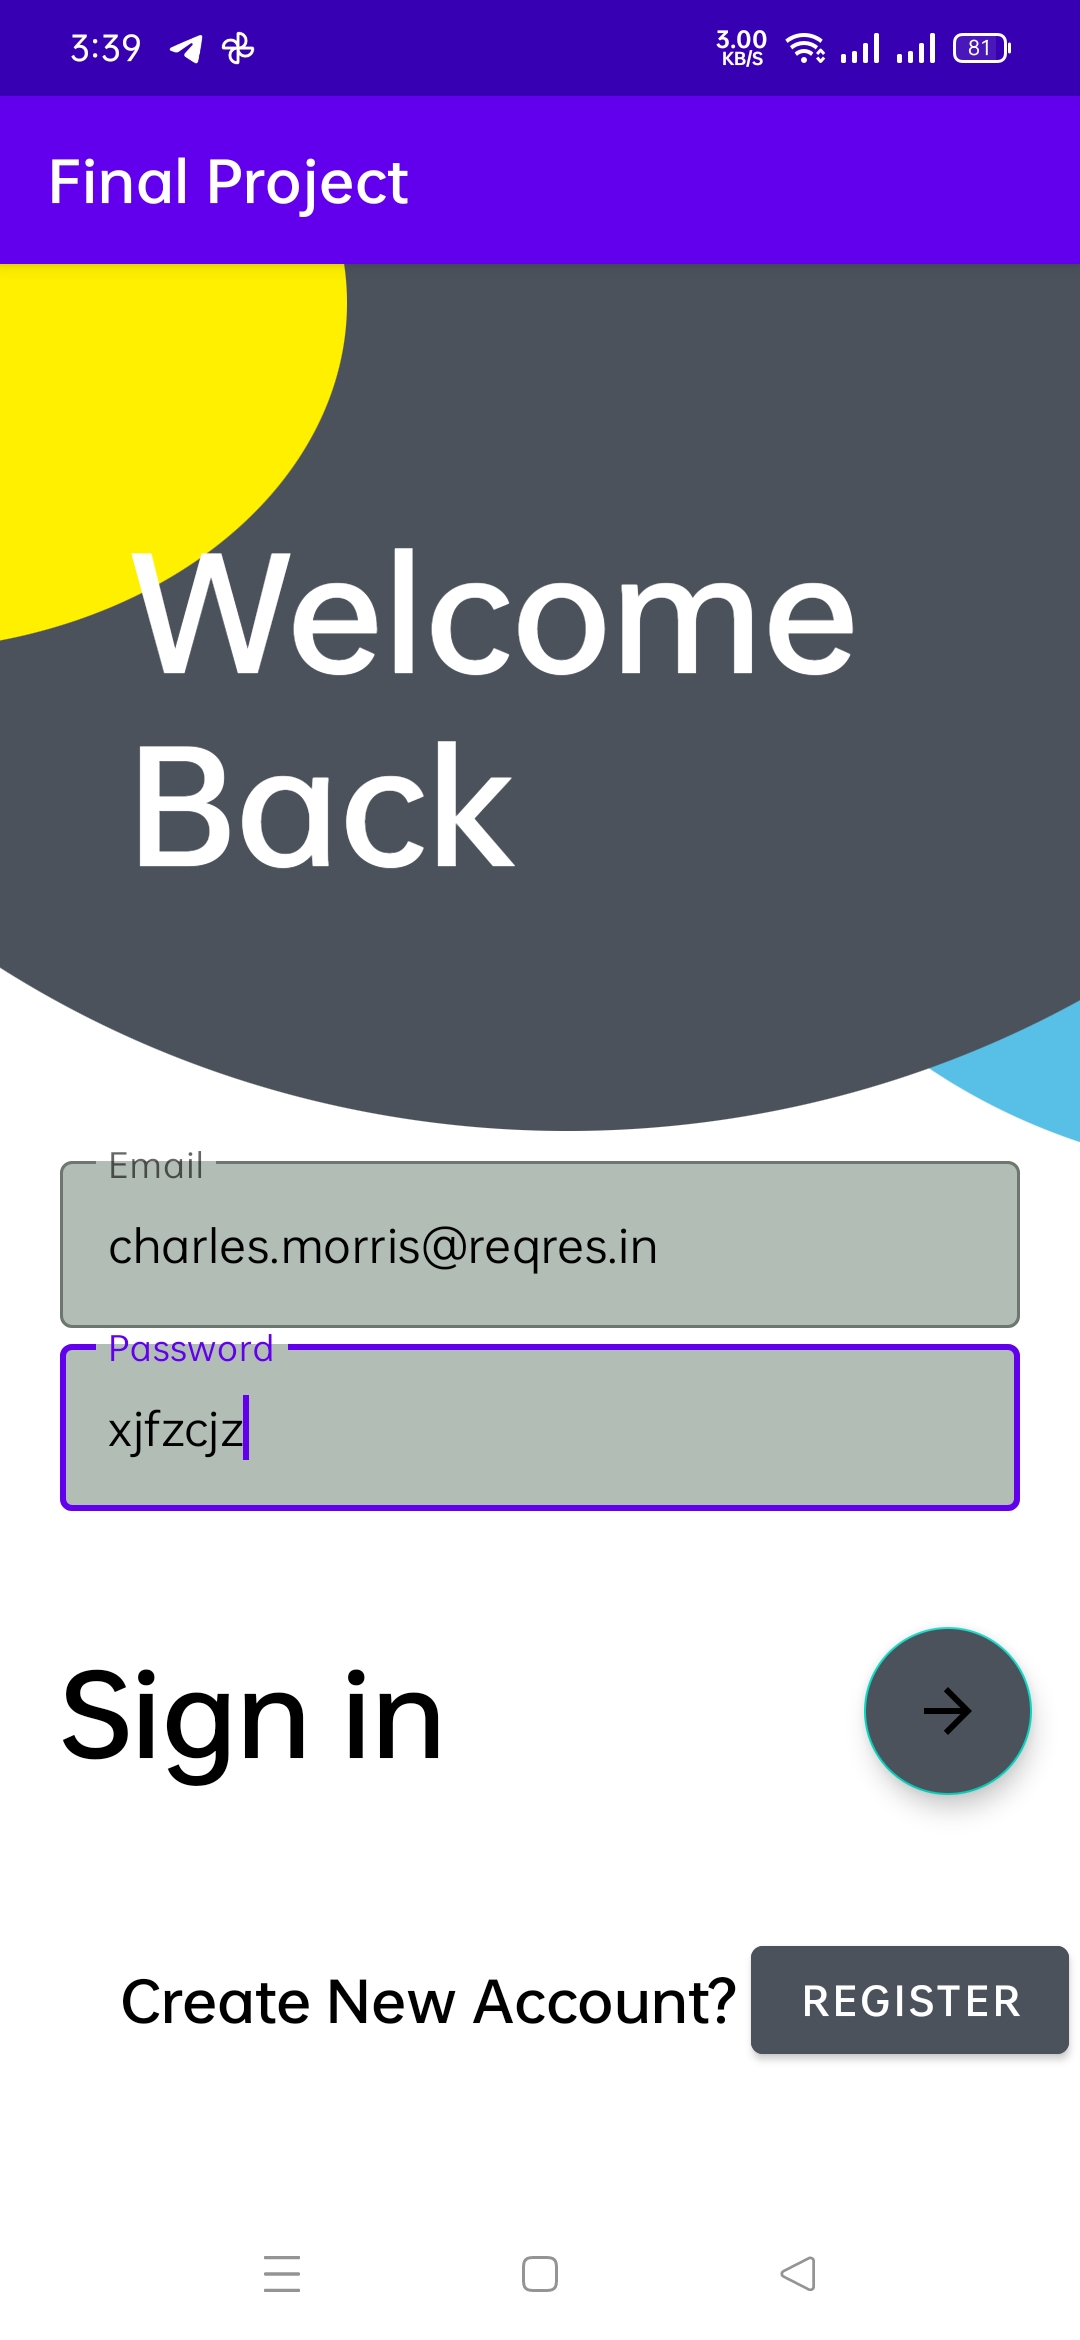 3:39
3.00
KB/S
81
Final Project
Welcome
Back
Email
charles.morris@reqres.in
Password
xjfzcjz
Sign in
Create New Account?
REGISTER